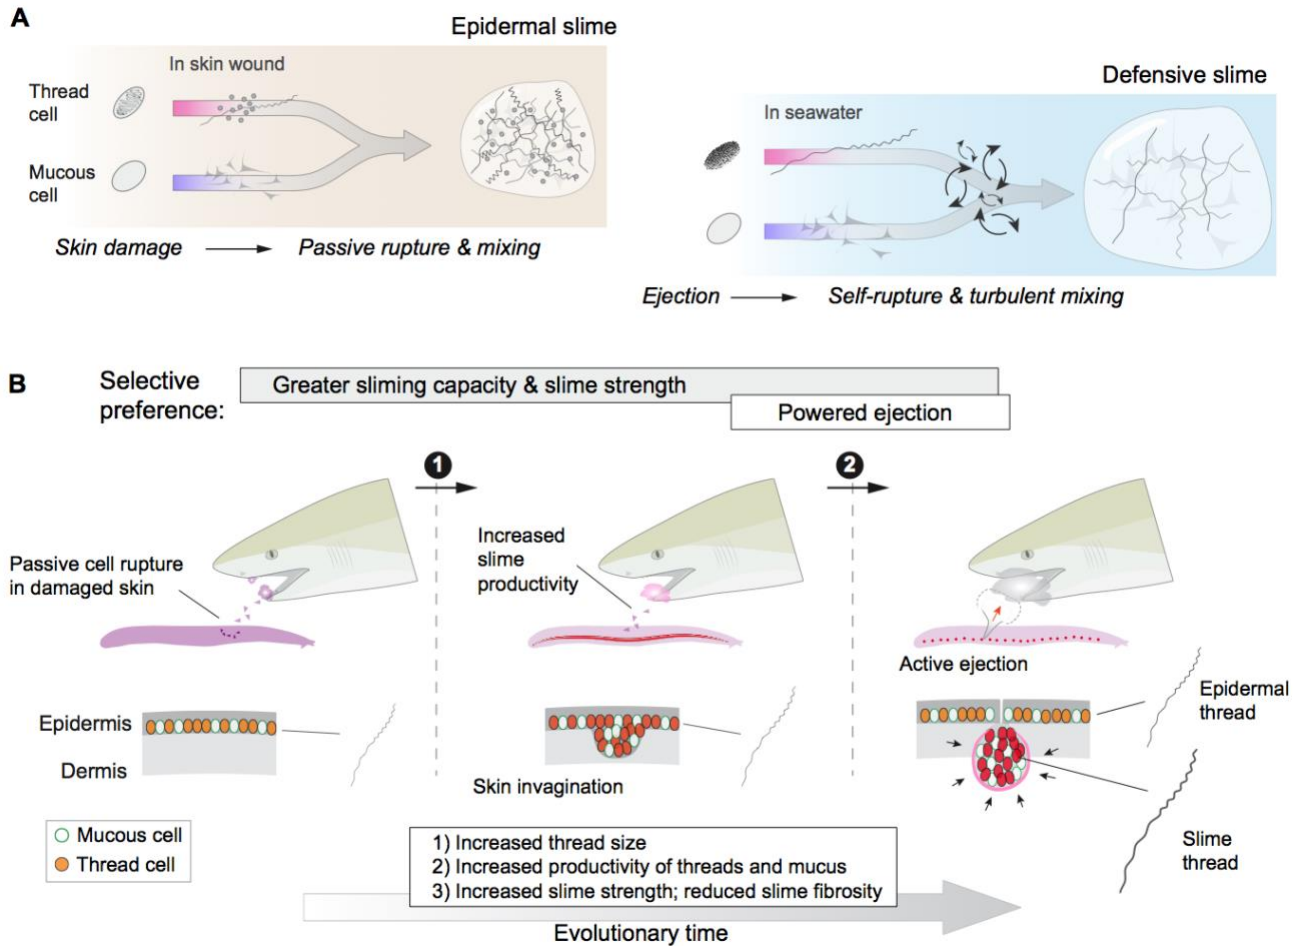 A
Epidermal slime
In skin wound
Thread
cell
Mucous
cell
Skin damage
Passive rupture & mixing
Defensive slime
In seawater
Ejection
Self-rupture & turbulent mixing
B
Selective
preference:
Greater sliming capacity & slime strength
Powered ejection
1
2
Passive cell rupture
in damaged skin
Increased
slime
productivity
Active ejection
Epidermis
Dermis
Skin invagination
Epidermal
thread
Slime
thread
Mucous cell
Thread cell
1) Increased thread size
2) Increased productivity of threads and mucus
3) Increased slime strength; reduced slime fibrosity
Evolutionary time